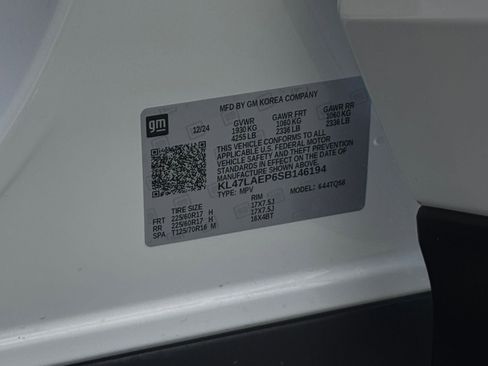 MFD BY GM KOREA COMPANY
gm
12/24
GVWR GAWR FRT GAWR RR
1930 KG 1060 KG 1060 KG
4255 LB 2336 LB 2336 LB
THIS VEHICLE CONFORMS TO ALL
APPLICABLE U.S. FEDERAL MOTOR
VEHICLE SAFETY AND THEFT PREVENTION
STANDARDS IN EFFECT ON THE DATE OF
MANUFACTURE SHOWN ABOVE.
KL47LAEP6SB146194
TYPE: MPV MODEL: 644TQ58
TIRE SIZE RIM
FRT 225/60R17 H 17X7.5J
RR 225/60R17 H 17X7.5J
SPA T125/70R16 M 16X4BT